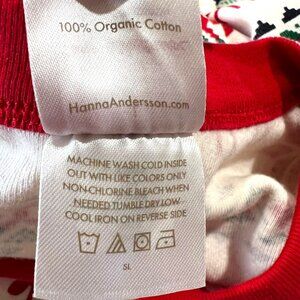 100% Organic Cotton
HannaAndersson.com
MACHINE WASH COLD INSIDE
OUT WITH LIKE COLORS ONLY
NON-CHLORINE BLEACH WHEN
NEEDED TUMBLE DRY LOW
COOL IRON ON REVERSE SIDE
SL